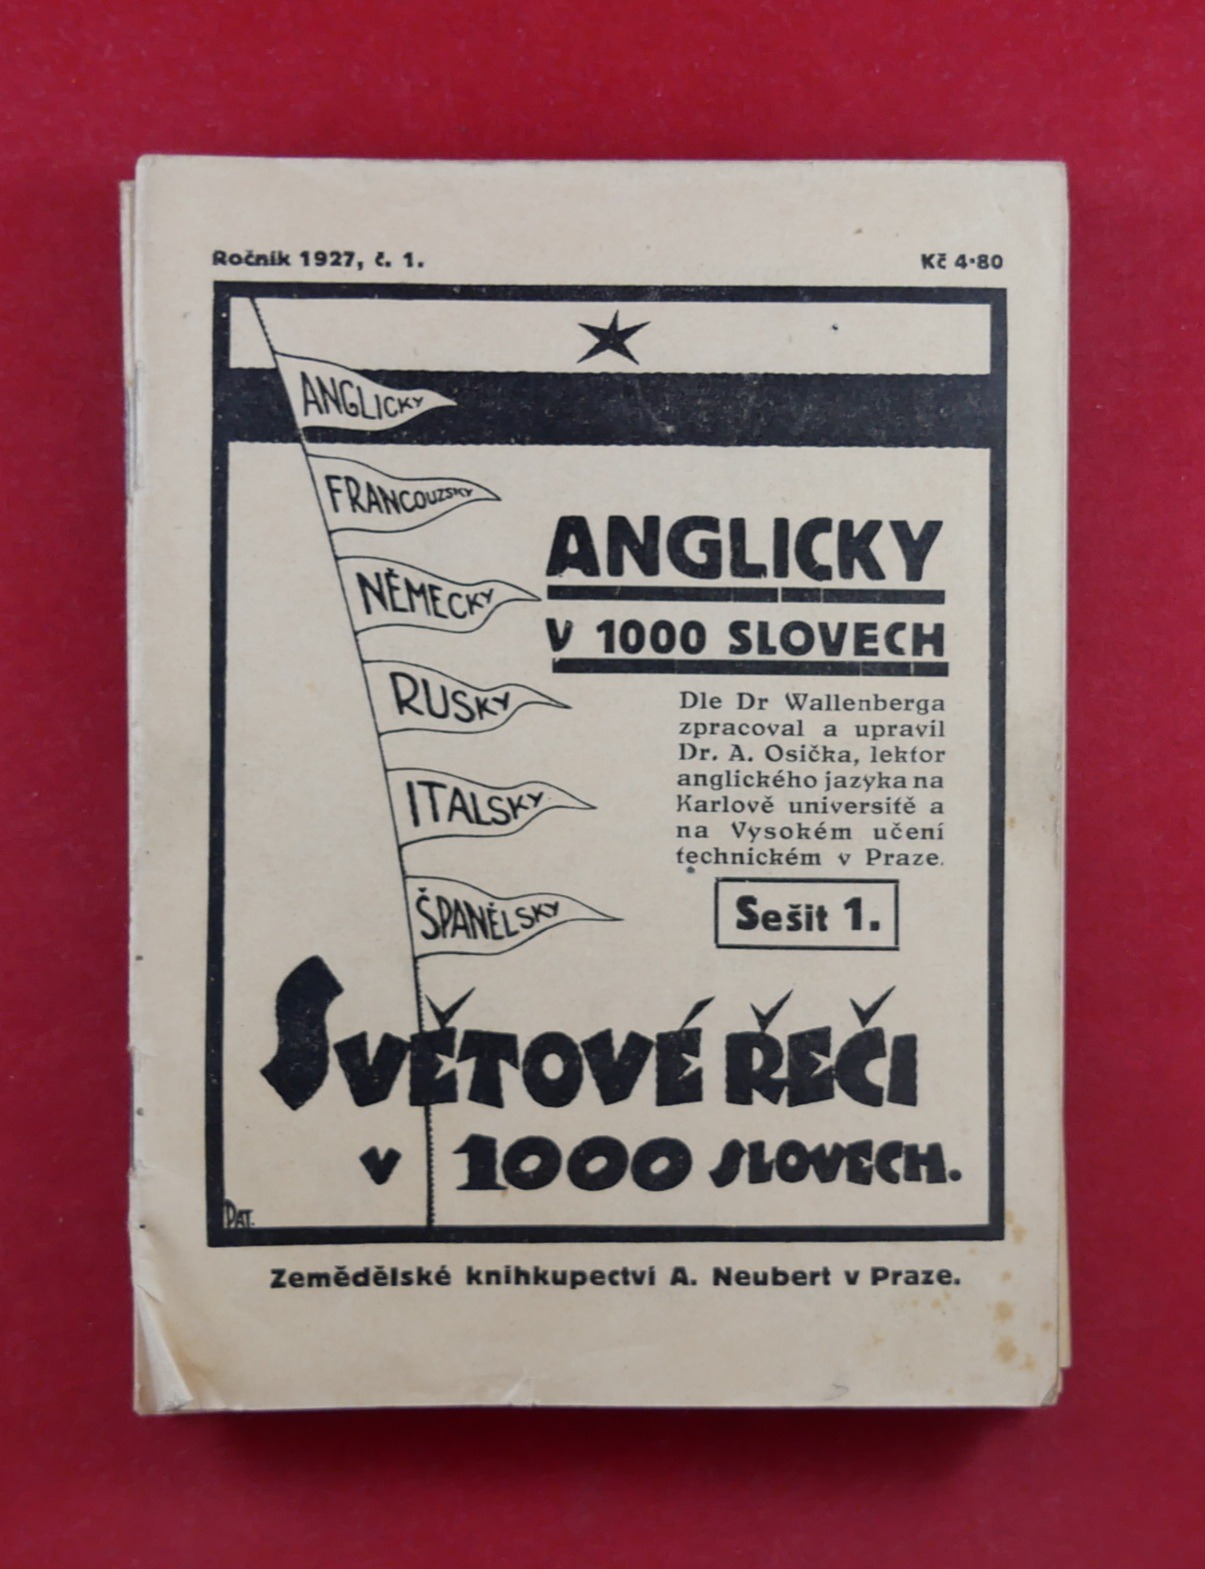 Ročník 1927, č. 1.
Kč 4·80
ANGLICKY
FRANCOUZSKY
NĚMECKY
RUSKY
ITALSKY
ŠPANĚLSKY
ANGLICKY
V 1000 SLOVECH
Dle Dr Wallenberga
zpracoval a upravil
Dr. A. Osička, lektor
anglického jazyka na
Karlově universitě a
na Vysokém učení
technickém v Praze.
Sešit 1.
SVĚTOVÉ ŘEČI
v 1000 SLOVECH.
PAT.
Zemědělské knihkupectví A. Neubert v Praze.